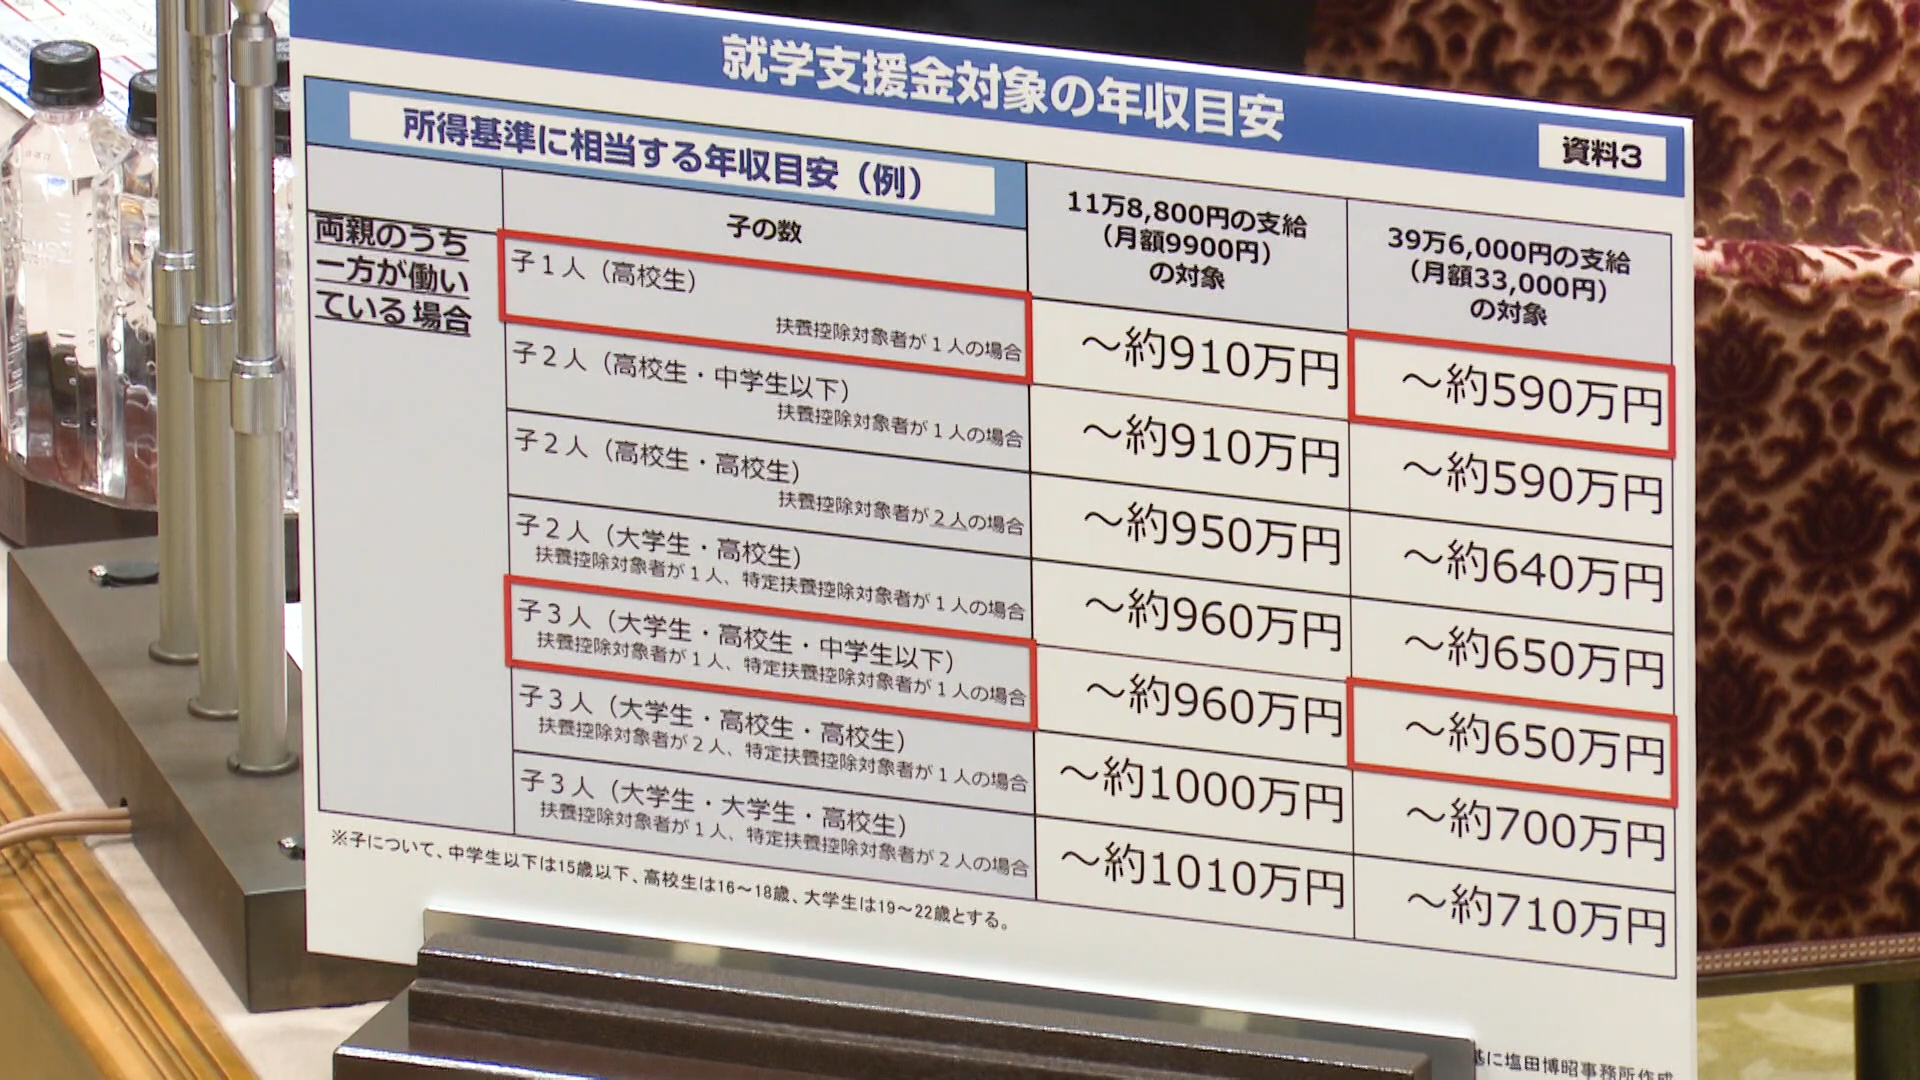 就学支援金対象の年収目安
資料3
所得基準に相当する年収目安（例）
子の数
11万8,800円の支給
（月額9900円）
の対象
39万6,000円の支給
（月額33,000円）
の対象
両親のうち
一方が働い
ている場合
子１人（高校生）
扶養控除対象者が１人の場合
～約910万円
～約590万円
子２人（高校生・中学生以下）
扶養控除対象者が１人の場合
～約910万円
～約590万円
子２人（高校生・高校生）
扶養控除対象者が２人の場合
～約950万円
～約640万円
子２人（大学生・高校生）
扶養控除対象者が１人、特定扶養控除対象者が１人の場合
～約960万円
～約650万円
子３人（大学生・高校生・中学生以下）
扶養控除対象者が１人、特定扶養控除対象者が１人の場合
～約960万円
～約650万円
子３人（大学生・高校生・高校生）
扶養控除対象者が２人、特定扶養控除対象者が１人の場合
～約1000万円
～約700万円
子３人（大学生・大学生・高校生）
扶養控除対象者が１人、特定扶養控除対象者が２人の場合
～約1010万円
～約710万円
※子について、中学生以下は15歳以下、高校生は16～18歳、大学生は19～22歳とする。
基に塩田博昭事務所作成